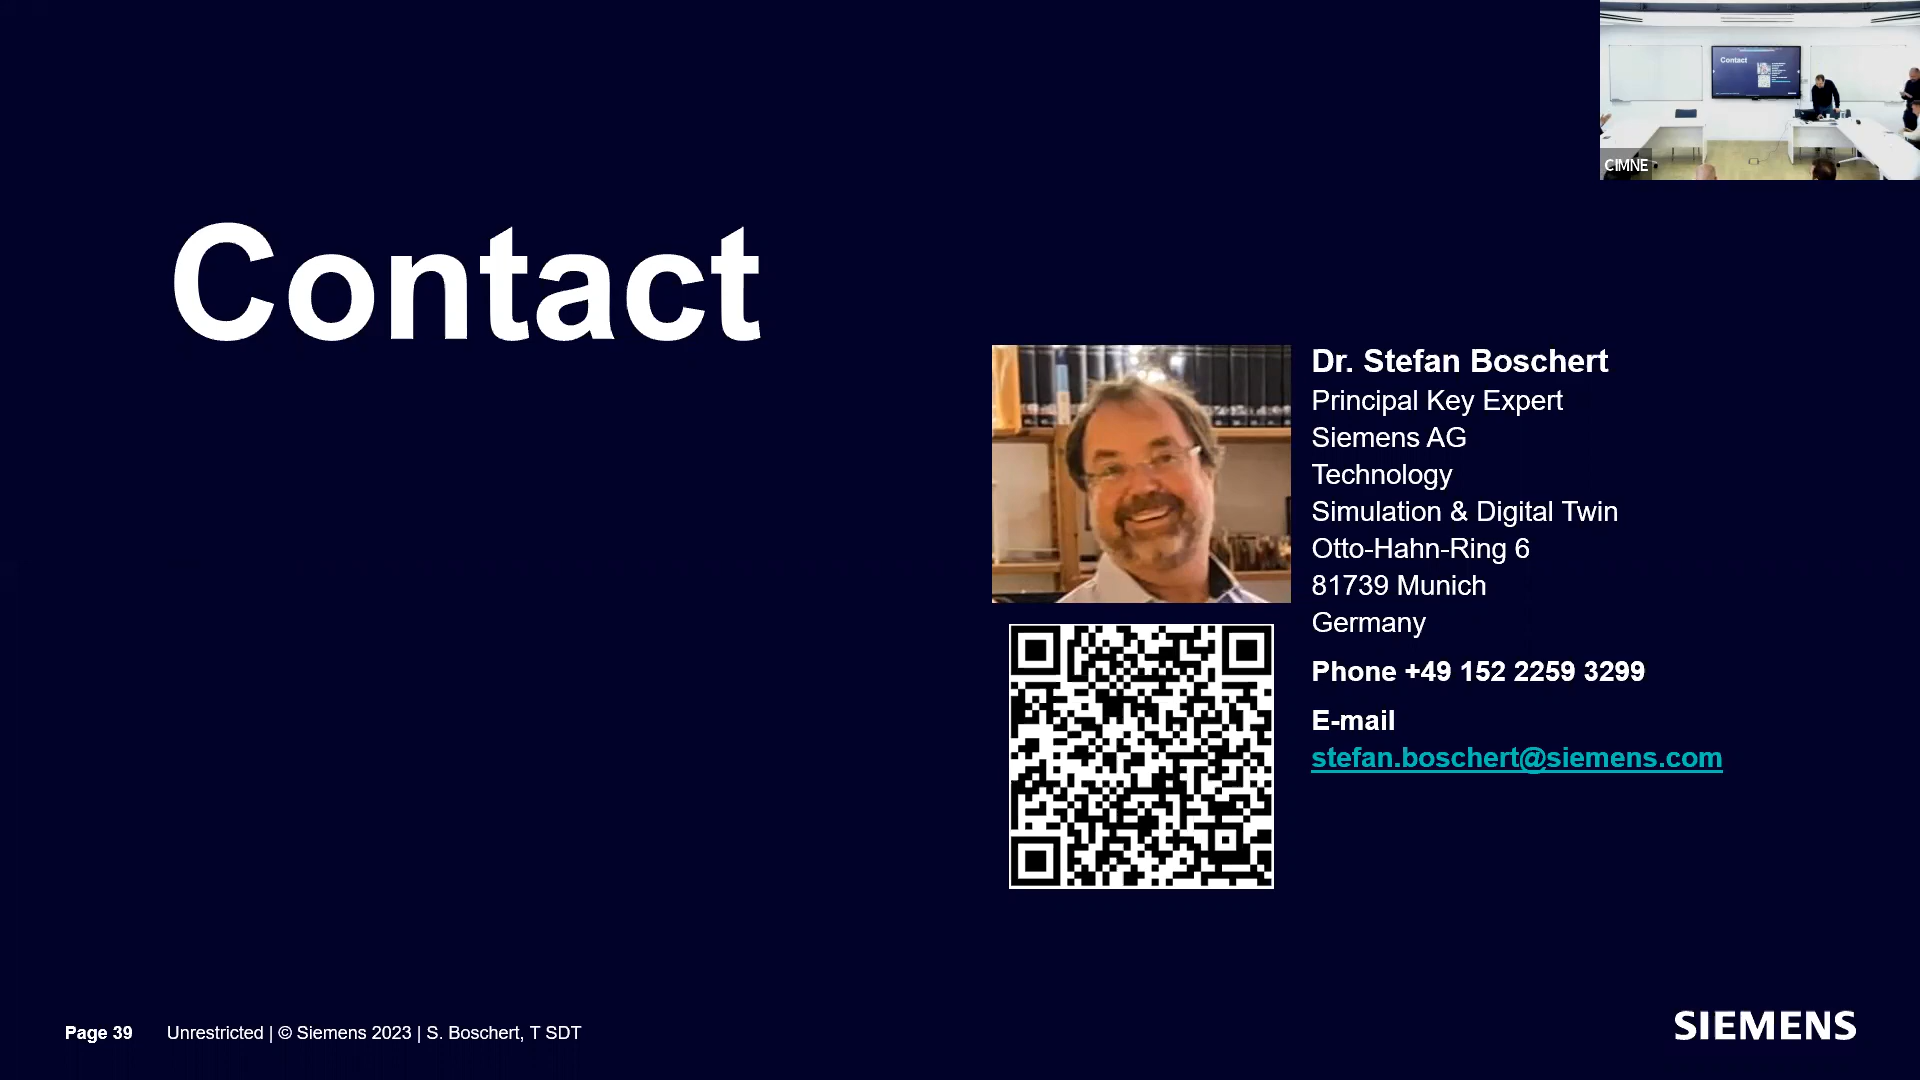 Contact
CIMNE
Contact
Dr. Stefan Boschert
Principal Key Expert
Siemens AG
Technology
Simulation & Digital Twin
Otto-Hahn-Ring 6
81739 Munich
Germany
Phone +49 152 2259 3299
E-mail
stefan.boschert@siemens.com
Page 39 Unrestricted | © Siemens 2023 | S. Boschert, T SDT
SIEMENS